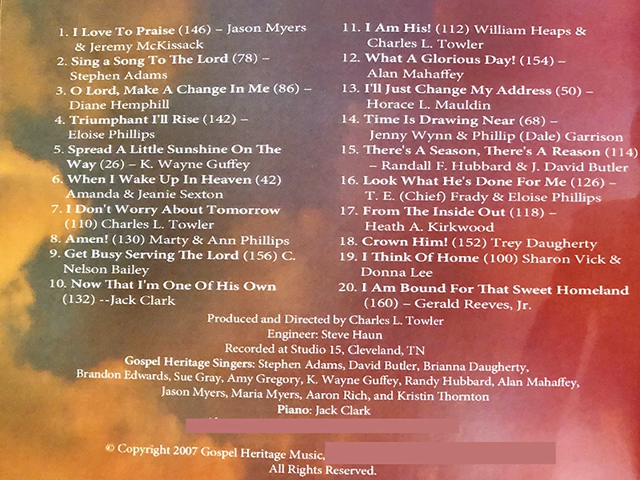 1. I Love To Praise (146) – Jason Myers
& Jeremy McKissack
2. Sing a Song To The Lord (78) –
Stephen Adams
3. O Lord, Make A Change In Me (86) –
Diane Hemphill
4. Triumphant I'll Rise (142) –
Eloise Phillips
5. Spread A Little Sunshine On The
Way (26) – K. Wayne Guffey
6. When I Wake Up In Heaven (42)
Amanda & Jeanie Sexton
7. I Don't Worry About Tomorrow
(110) Charles L. Towler
8. Amen! (130) Marty & Ann Phillips
9. Get Busy Serving The Lord (156) C.
Nelson Bailey
10. Now That I'm One Of His Own
(132) --Jack Clark
11. I Am His! (112) William Heaps &
Charles L. Towler
12. What A Glorious Day! (154) –
Alan Mahaffey
13. I'll Just Change My Address (50) –
Horace L. Mauldin
14. Time Is Drawing Near (68) –
Jenny Wynn & Phillip (Dale) Garrison
15. There's A Season, There's A Reason (114)
– Randall F. Hubbard & J. David Butler
16. Look What He's Done For Me (126) –
T. E. (Chief) Frady & Eloise Phillips
17. From The Inside Out (118) –
Heath A. Kirkwood
18. Crown Him! (152) Trey Daugherty
19. I Think Of Home (100) Sharon Vick &
Donna Lee
20. I Am Bound For That Sweet Homeland
(160) – Gerald Reeves, Jr.
Produced and Directed by Charles L. Towler
Engineer: Steve Haun
Recorded at Studio 15, Cleveland, TN
Gospel Heritage Singers: Stephen Adams, David Butler, Brianna Daugherty,
Brandon Edwards, Sue Gray, Amy Gregory, K. Wayne Guffey, Randy Hubbard, Alan Mahaffey,
Jason Myers, Maria Myers, Aaron Rich, and Kristin Thornton
Piano: Jack Clark
© Copyright 2007 Gospel Heritage Music,
All Rights Reserved.